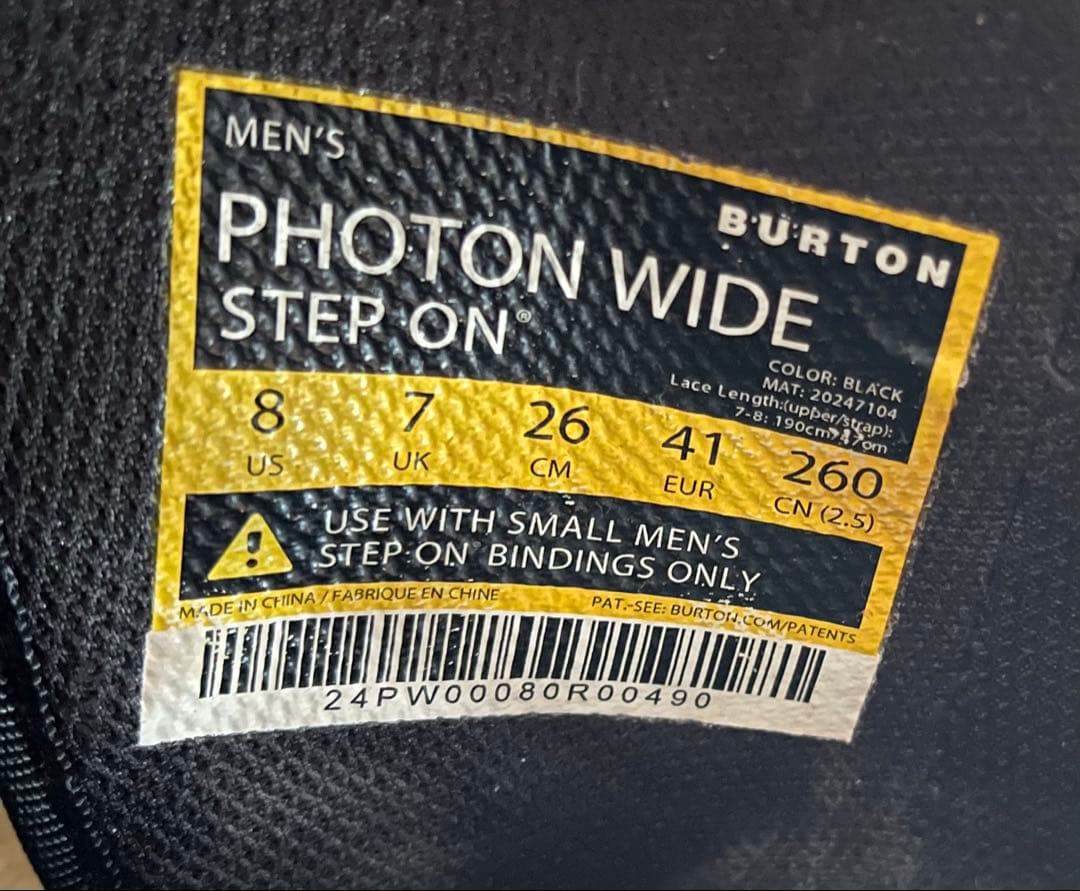 MEN'S
BURTON
PHOTON WIDE
STEP ON®
COLOR: BLACK
MAT: 20247104
Lace Length:(upper/strap):
7-8: 190cm/
8 7 26 41 260
US UK CM EUR CN (2.5)
USE WITH SMALL MEN'S
STEP ON BINDINGS ONLY
MADE IN CHINA / FABRIQUE EN CHINE
PAT.-SEE: BURTON.COM/PATENTS
24PW00080R00490